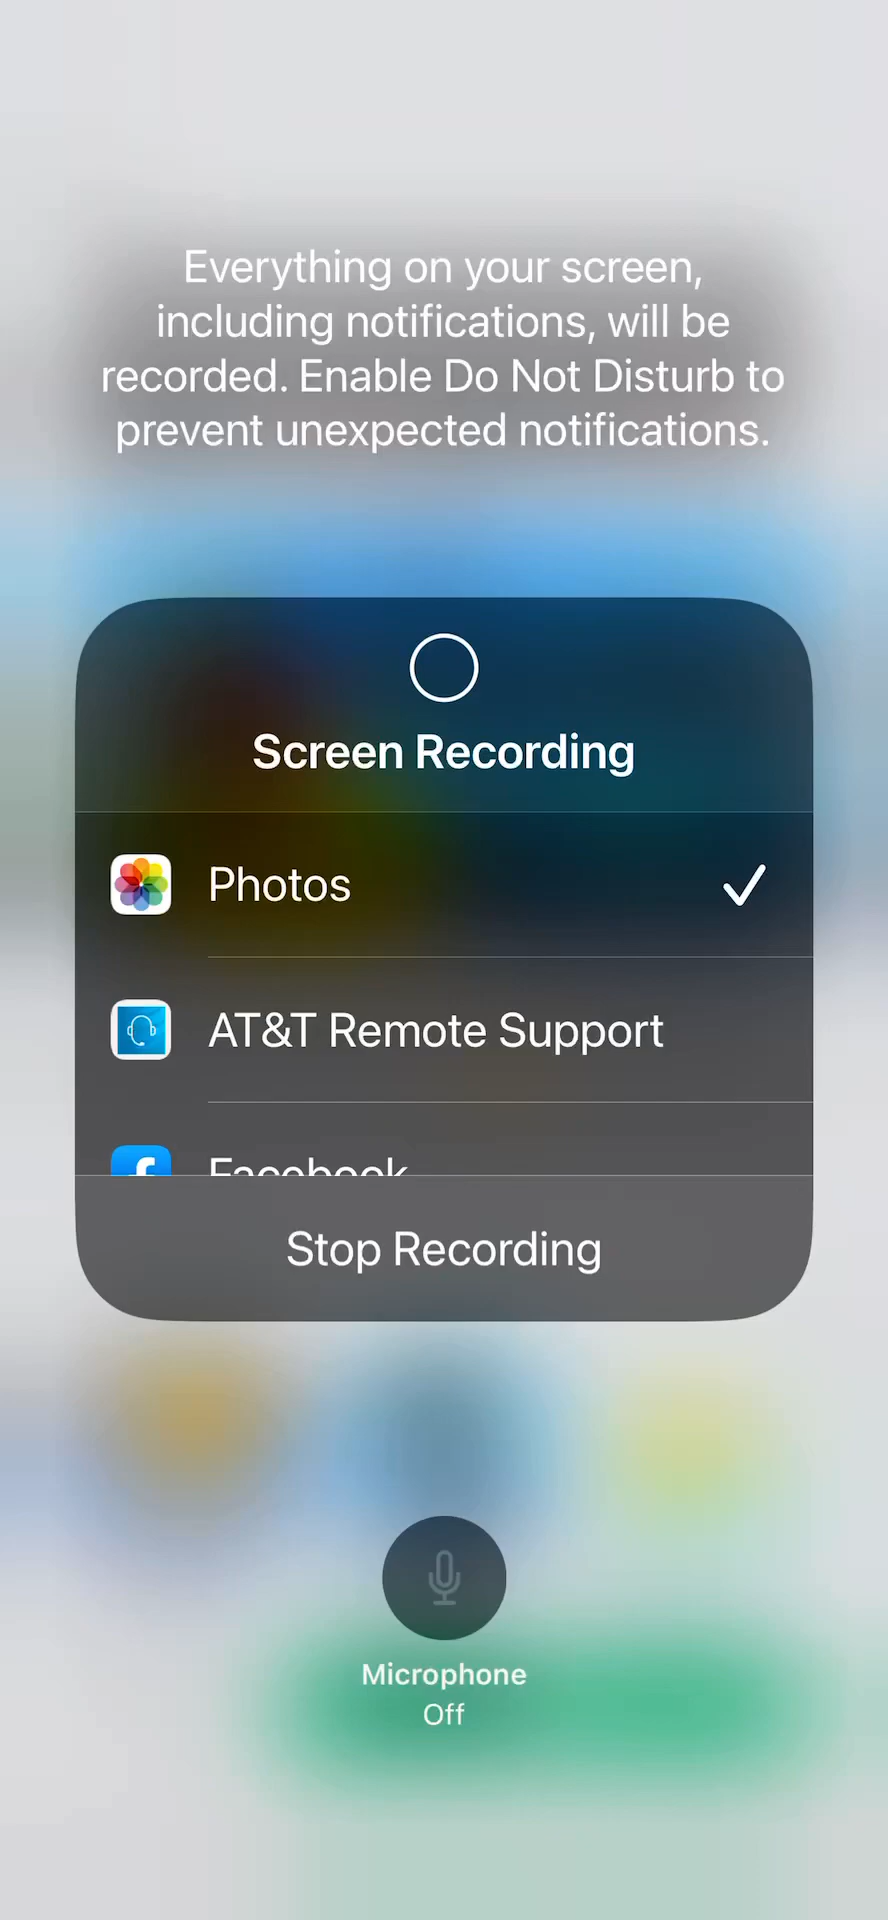 Everything on your screen,
including notifications, will be
recorded. Enable Do Not Disturb to
prevent unexpected notifications.
Screen Recording
Photos
AT&T Remote Support
Facebook
Stop Recording
Microphone
Off